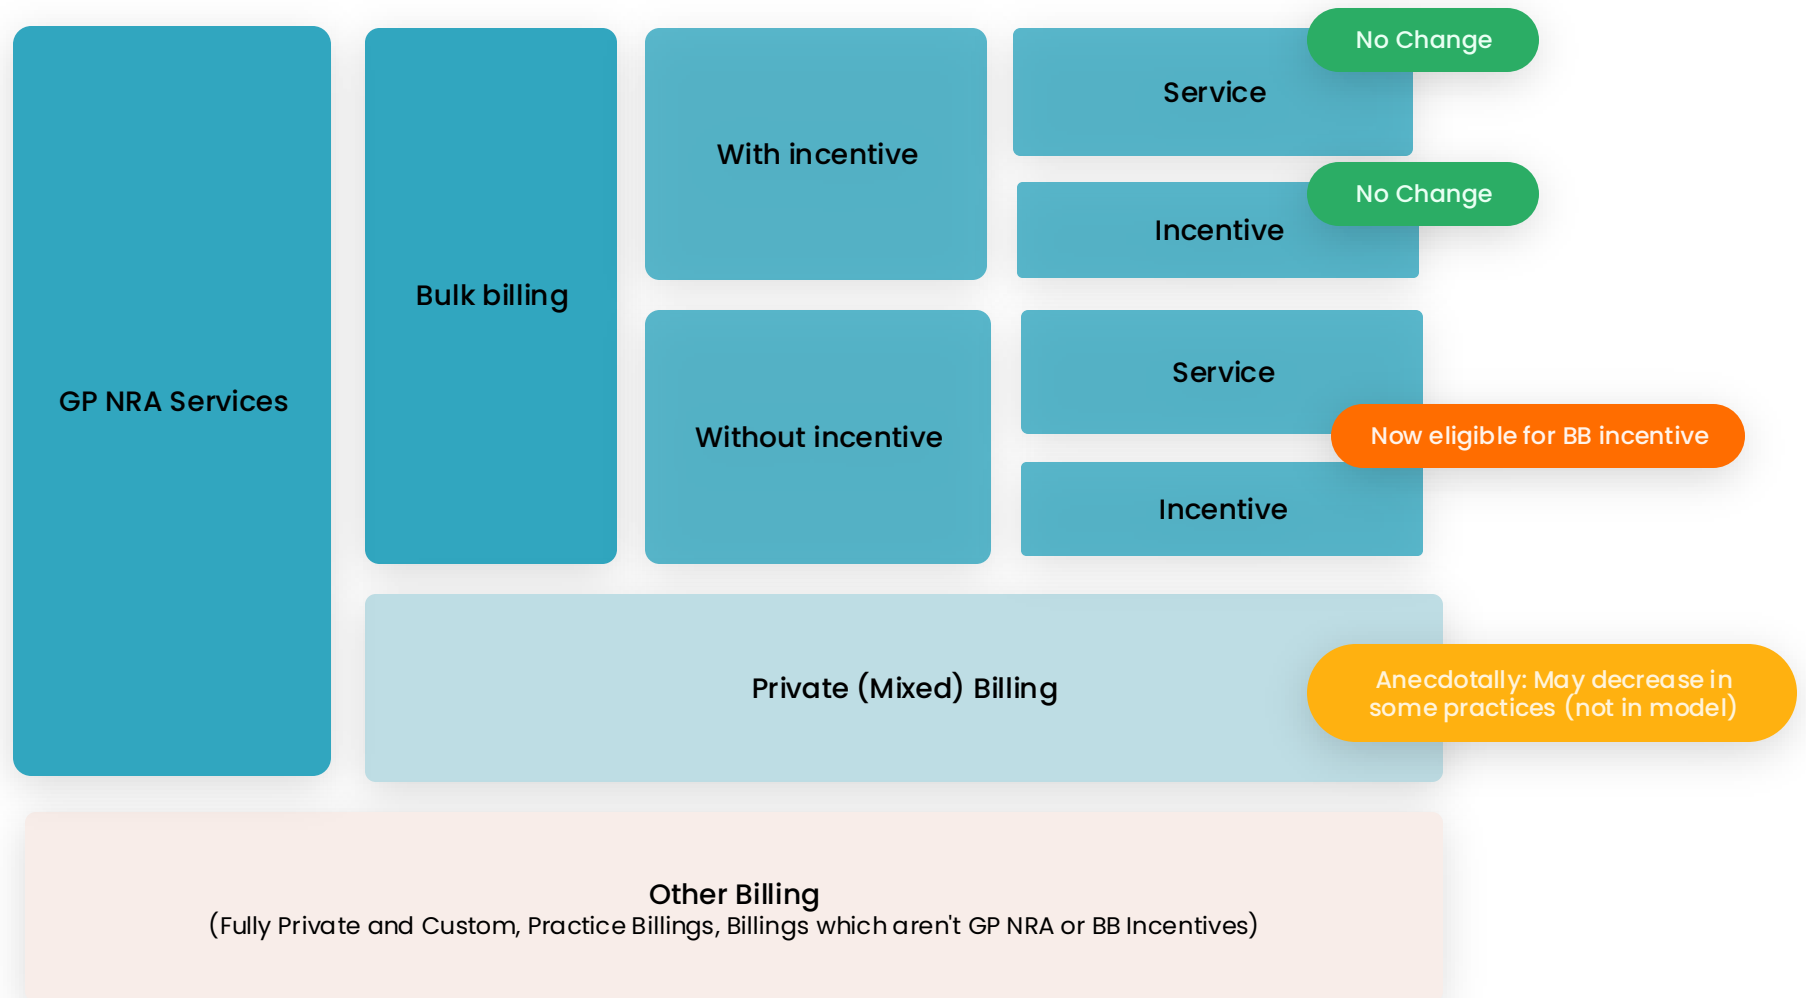 No Change
Service
With incentive
No Change
Incentive
Bulk billing
Service
GP NRA Services
Now eligible for BB incentive
Without incentive
Incentive
Private (Mixed) Billing
Anecdotally: May decrease in
some practices (not in model)
Other Billing
(Fully Private and Custom, Practice Billings, Billings which aren't GP NRA or BB Incentives)